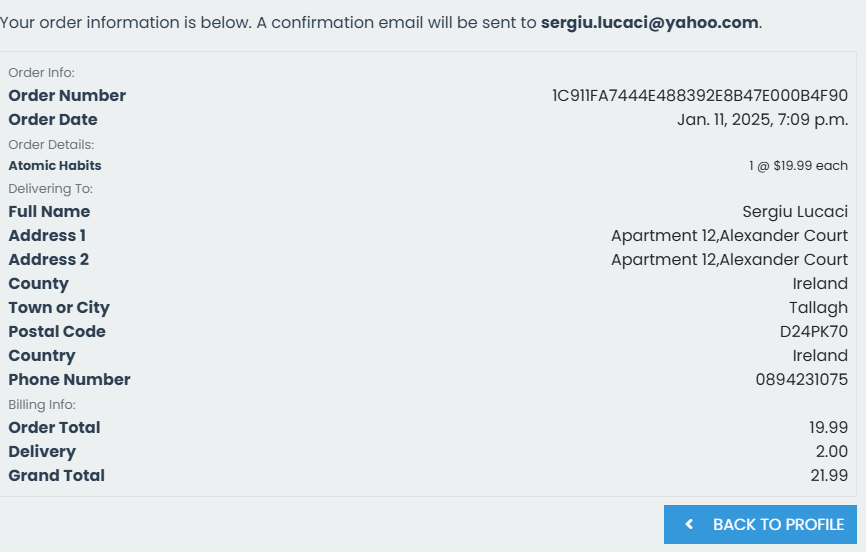 Your order information is below. A confirmation email will be sent to sergiu.lucaci@yahoo.com.
Order Info:
Order Number 1C911FA7444E488392E8B47E000B4F90
Order Date Jan. 11, 2025, 7:09 p.m.
Order Details:
Atomic Habits 1 @ $19.99 each
Delivering To:
Full Name Sergiu Lucaci
Address 1 Apartment 12,Alexander Court
Address 2 Apartment 12,Alexander Court
County Ireland
Town or City Tallagh
Postal Code D24PK70
Country Ireland
Phone Number 0894231075
Billing Info:
Order Total 19.99
Delivery 2.00
Grand Total 21.99
BACK TO PROFILE